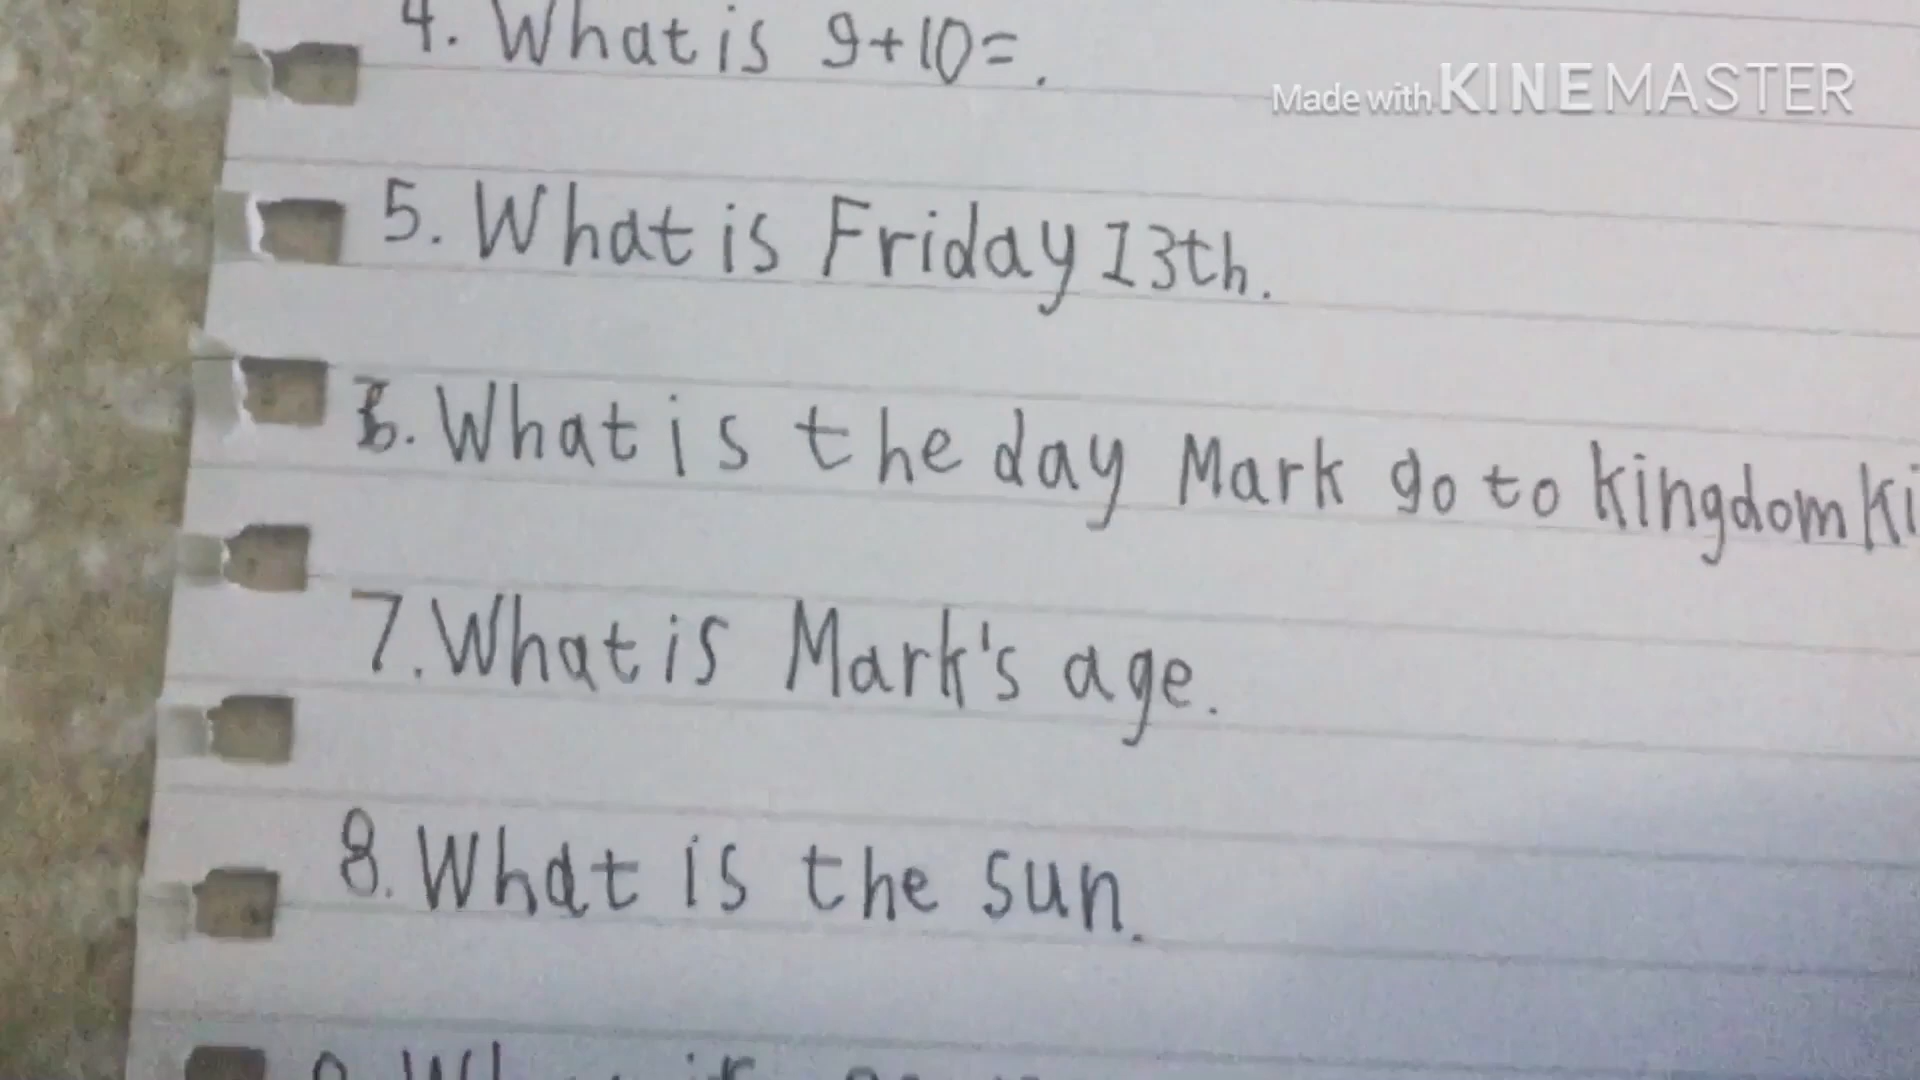 4. What is 9+10=.
Made with KINEMASTER
5. What is Friday 13th.
6. What is the day Mark go to kingdom ki
7. What is Mark's age.
8. What is the sun.